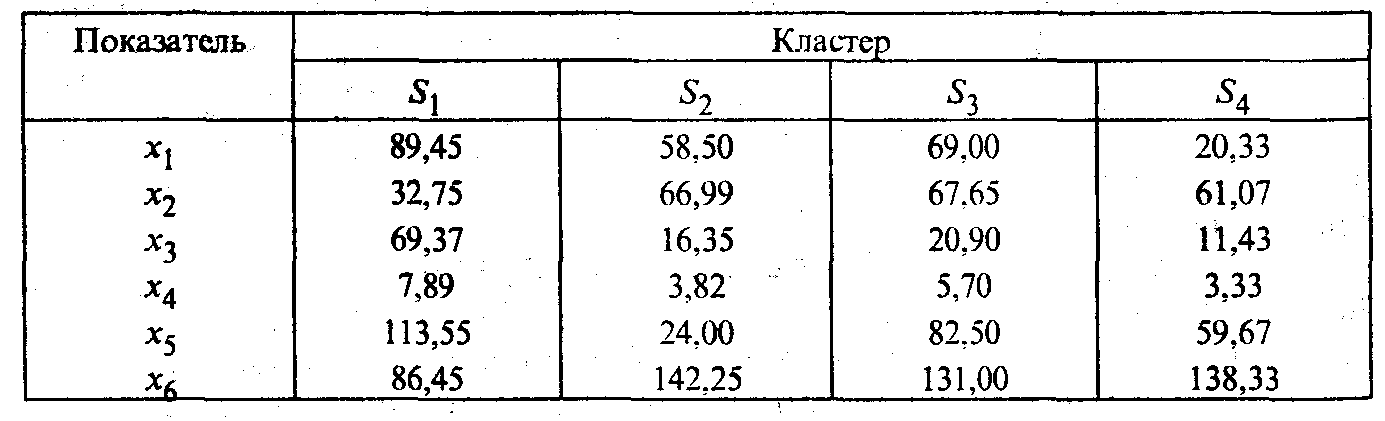 Показатель Кластер
S1 S2 S3 S4
x1 89,45 58,50 69,00 20,33
x2 32,75 66,99 67,65 61,07
x3 69,37 16,35 20,90 11,43
x4 7,89 3,82 5,70 3,33
x5 113,55 24,00 82,50 59,67
x6 86,45 142,25 131,00 138,33